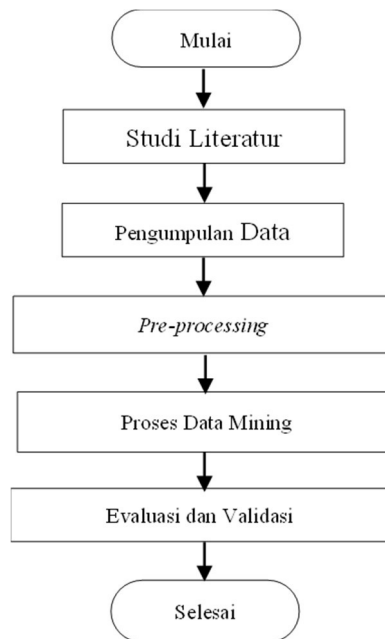 Mulai
Studi Literatur
Pengumpulan Data
Pre-processing
Proses Data Mining
Evaluasi dan Validasi
Selesai